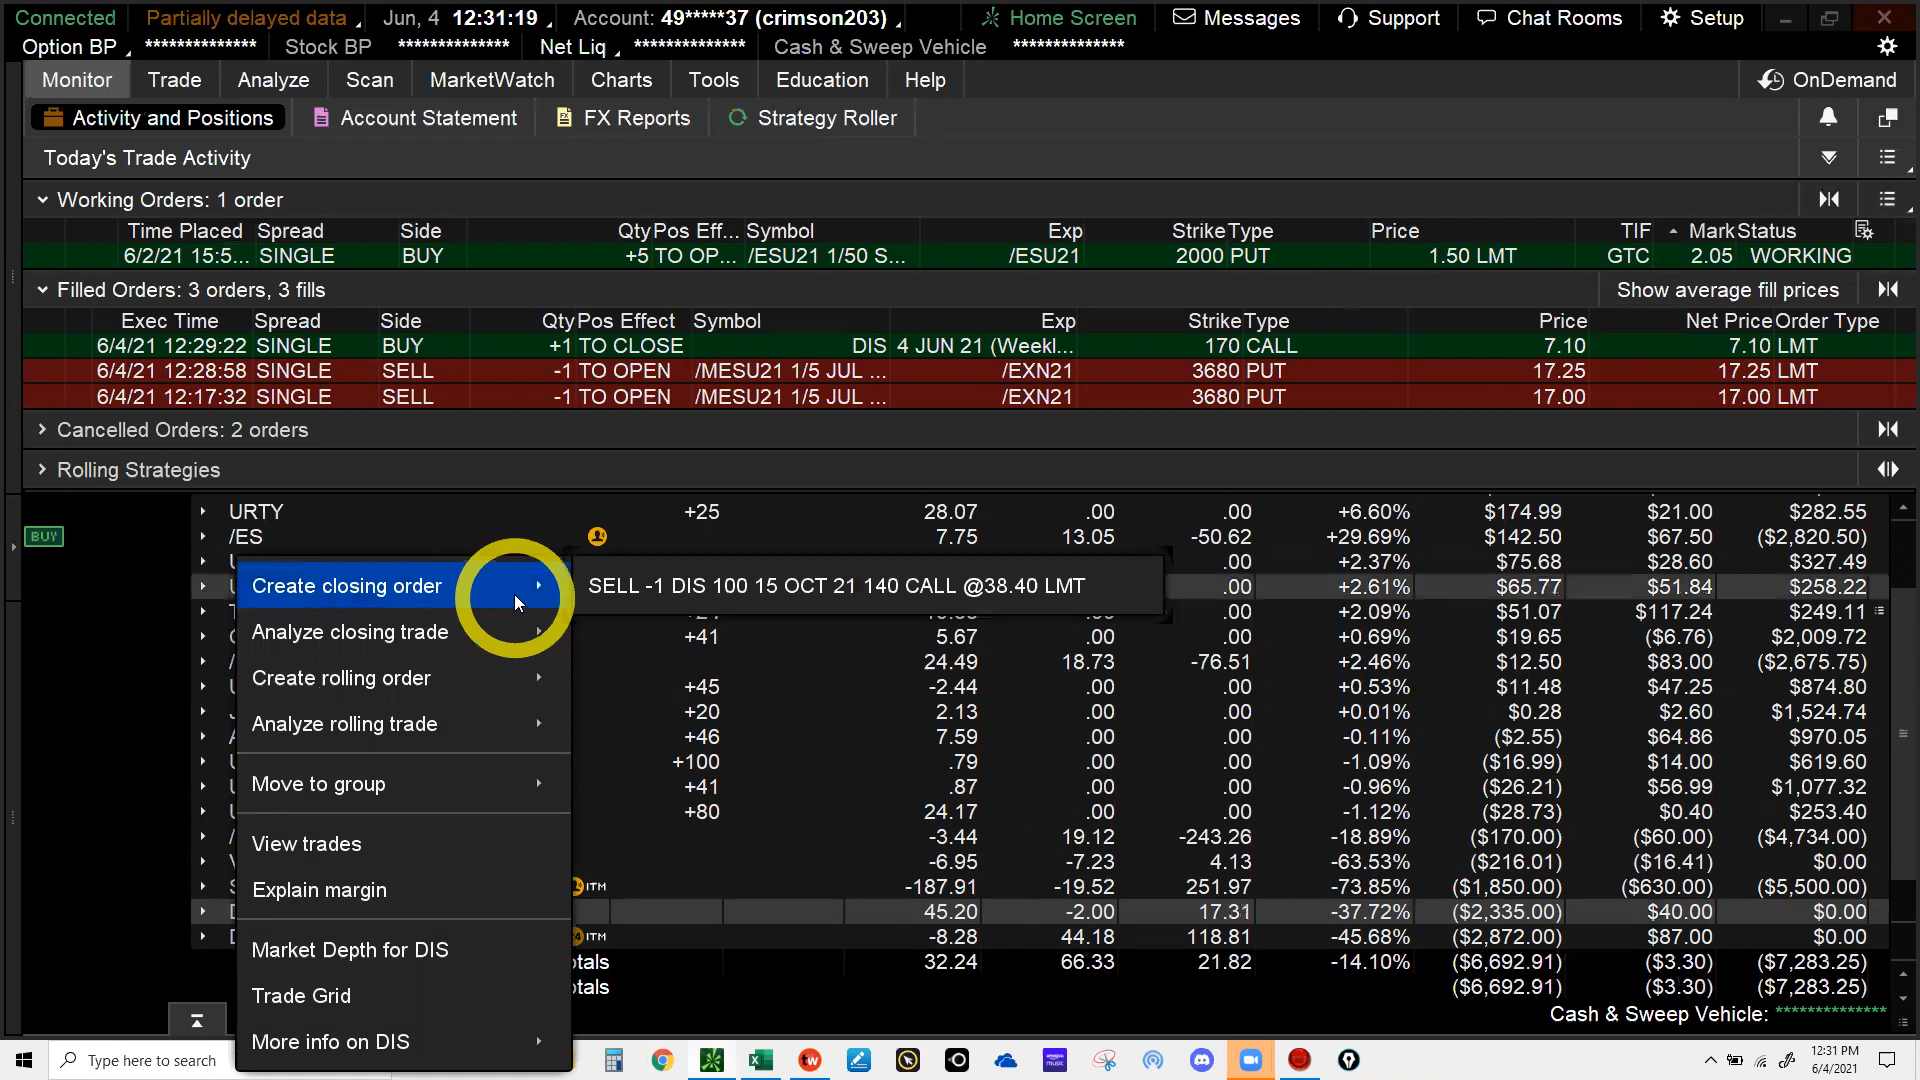 Connected Partially delayed data Jun, 4 12:31:19 Account: 49*****37 (crimson203) Home Screen Messages Support Chat Rooms Setup
Option BP ************** Stock BP ************** Net Liq ************** Cash & Sweep Vehicle **************
Monitor Trade Analyze Scan MarketWatch Charts Tools Education Help OnDemand
Activity and Positions Account Statement FX Reports Strategy Roller
Today's Trade Activity
Working Orders: 1 order
Time Placed Spread Side Qty Pos Eff... Symbol Exp Strike Type Price TIF Mark Status
6/2/21 15:5... SINGLE BUY +5 TO OP... /ESU21 1/50 S... /ESU21 2000 PUT 1.50 LMT GTC 2.05 WORKING
Filled Orders: 3 orders, 3 fills Show average fill prices
Exec Time Spread Side Qty Pos Effect Symbol Exp Strike Type Price Net Price Order Type
6/4/21 12:29:22 SINGLE BUY +1 TO CLOSE DIS 4 JUN 21 (Weekl... 170 CALL 7.10 7.10 LMT
6/4/21 12:28:58 SINGLE SELL -1 TO OPEN /MESU21 1/5 JUL ... /EXN21 3680 PUT 17.25 17.25 LMT
6/4/21 12:17:32 SINGLE SELL -1 TO OPEN /MESU21 1/5 JUL ... /EXN21 3680 PUT 17.00 17.00 LMT
Cancelled Orders: 2 orders
Rolling Strategies
URTY +25 28.07 .00 .00 +6.60% $174.99 $21.00 $282.55
BUY /ES 7.75 13.05 -50.62 +29.69% $142.50 $67.50 ($2,820.50)
.00 +2.37% $75.68 $28.60 $327.49
Create closing order SELL -1 DIS 100 15 OCT 21 140 CALL @38.40 LMT .00 +2.61% $65.77 $51.84 $258.22
.00 .00 +2.09% $51.07 $117.24 $249.11
Analyze closing trade +41 5.67 .00 .00 +0.69% $19.65 ($6.76) $2,009.72
24.49 18.73 -76.51 +2.46% $12.50 $83.00 ($2,675.75)
Create rolling order +45 -2.44 .00 .00 +0.53% $11.48 $47.25 $874.80
+20 2.13 .00 .00 +0.01% $0.28 $2.60 $1,524.74
Analyze rolling trade +46 7.59 .00 .00 -0.11% ($2.55) $64.86 $970.05
+100 .79 .00 .00 -1.09% ($16.99) $14.00 $619.60
Move to group +41 .87 .00 .00 -0.96% ($26.21) $56.99 $1,077.32
+80 24.17 .00 .00 -1.12% ($28.73) $0.40 $253.40
View trades -3.44 19.12 -243.26 -18.89% ($170.00) ($60.00) ($4,734.00)
-6.95 -7.23 4.13 -63.53% ($216.01) ($16.41) $0.00
Explain margin ITM -187.91 -19.52 251.97 -73.85% ($1,850.00) ($630.00) ($5,500.00)
45.20 -2.00 17.31 -37.72% ($2,335.00) $40.00 $0.00
Market Depth for DIS ITM -8.28 44.18 118.81 -45.68% ($2,872.00) $87.00 $0.00
otals 32.24 66.33 21.82 -14.10% ($6,692.91) ($3.30) ($7,283.25)
Trade Grid otals ($6,692.91) ($3.30) ($7,283.25)
Cash & Sweep Vehicle: **************
More info on DIS
Type here to search 12:31 PM
6/4/2021